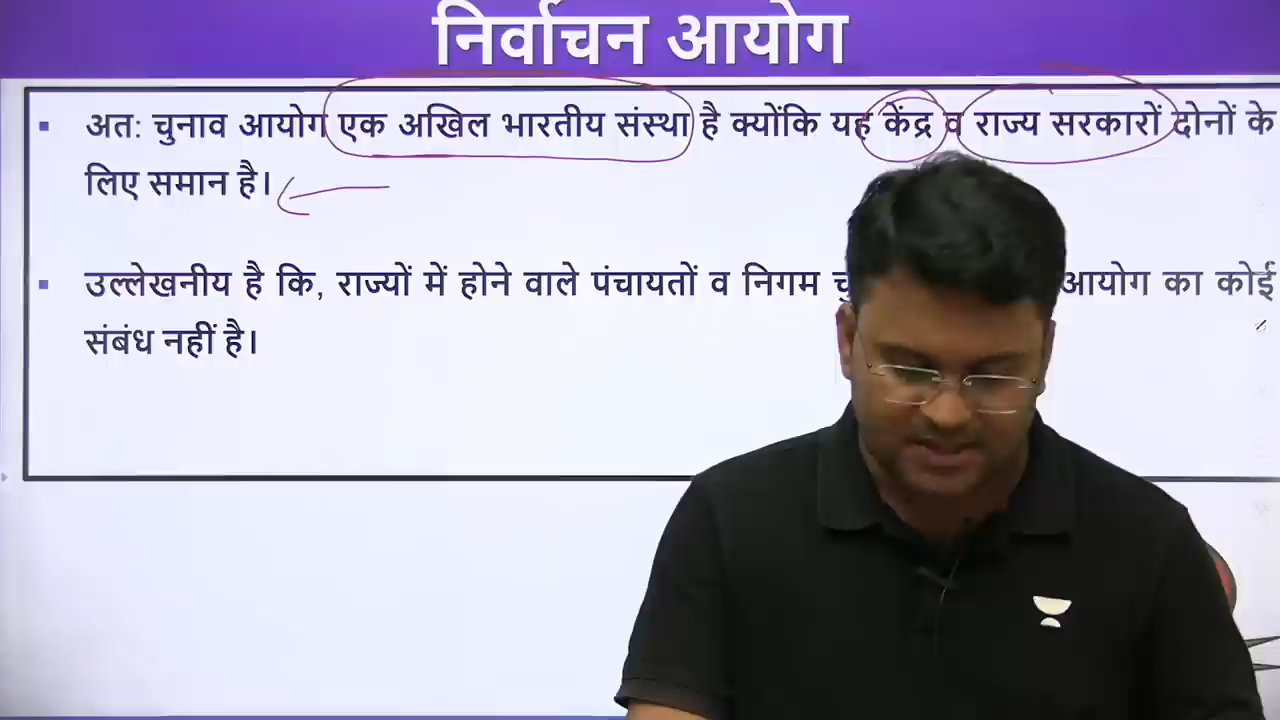 निर्वाचन आयोग
अत: चुनाव आयोग एक अखिल भारतीय संस्था है क्योंकि यह केंद्र व राज्य सरकारों दोनों के
लिए समान है।
उल्लेखनीय है कि, राज्यों में होने वाले पंचायतों व निगम आयोग का कोई
संबंध नहीं है।